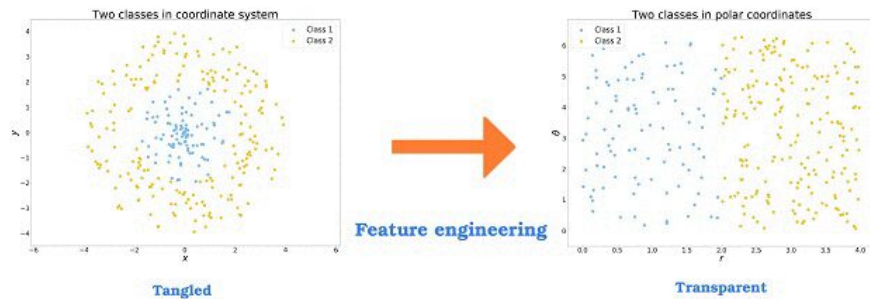 Two classes in coordinate system
Class 1
Class 2
4
3
2
1
0
−1
−2
−3
−4
y
−6
−4
−2
0
2
4
6
x
Tangled
Feature engineering
Two classes in polar coordinates
Class 1
Class 2
6
5
4
3
2
1
0
θ
0.0
0.5
1.0
1.5
2.0
2.5
3.0
3.5
4.0
r
Transparent